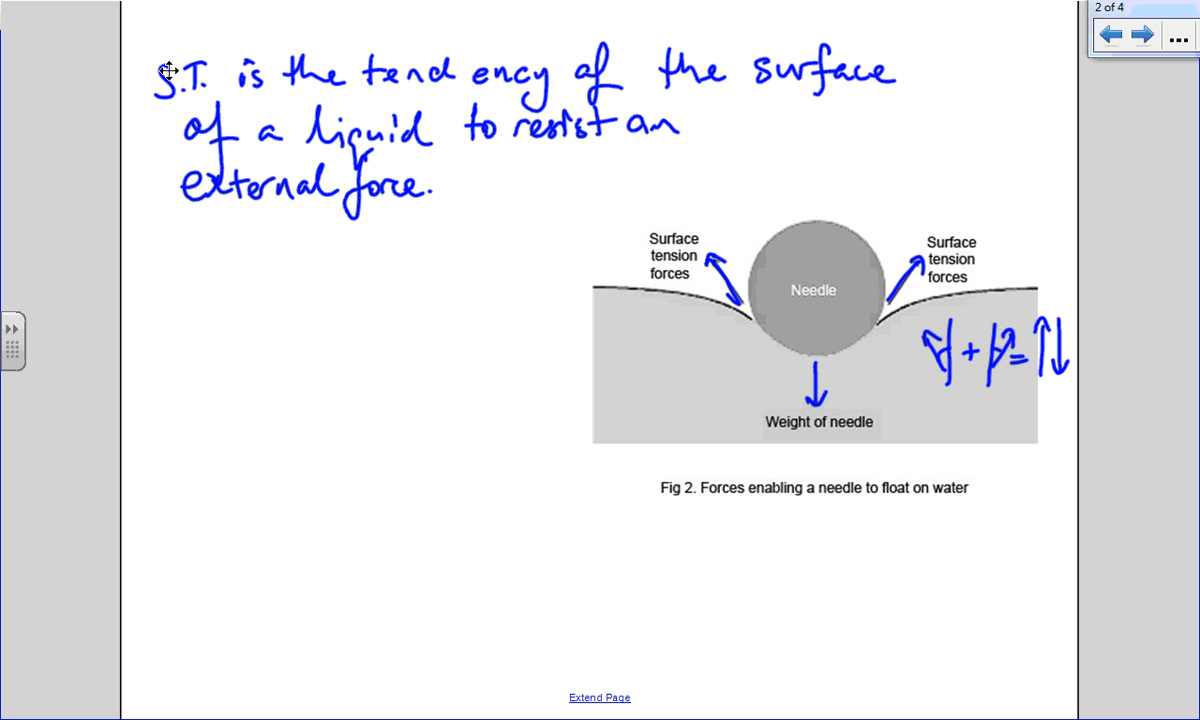 2 of 4
S.T. is the tendency of the surface
of a liquid to resist an
external force.
Surface
tension
forces
Surface
tension
forces
Needle
Weight of needle
Fig 2. Forces enabling a needle to float on water
Extend Page